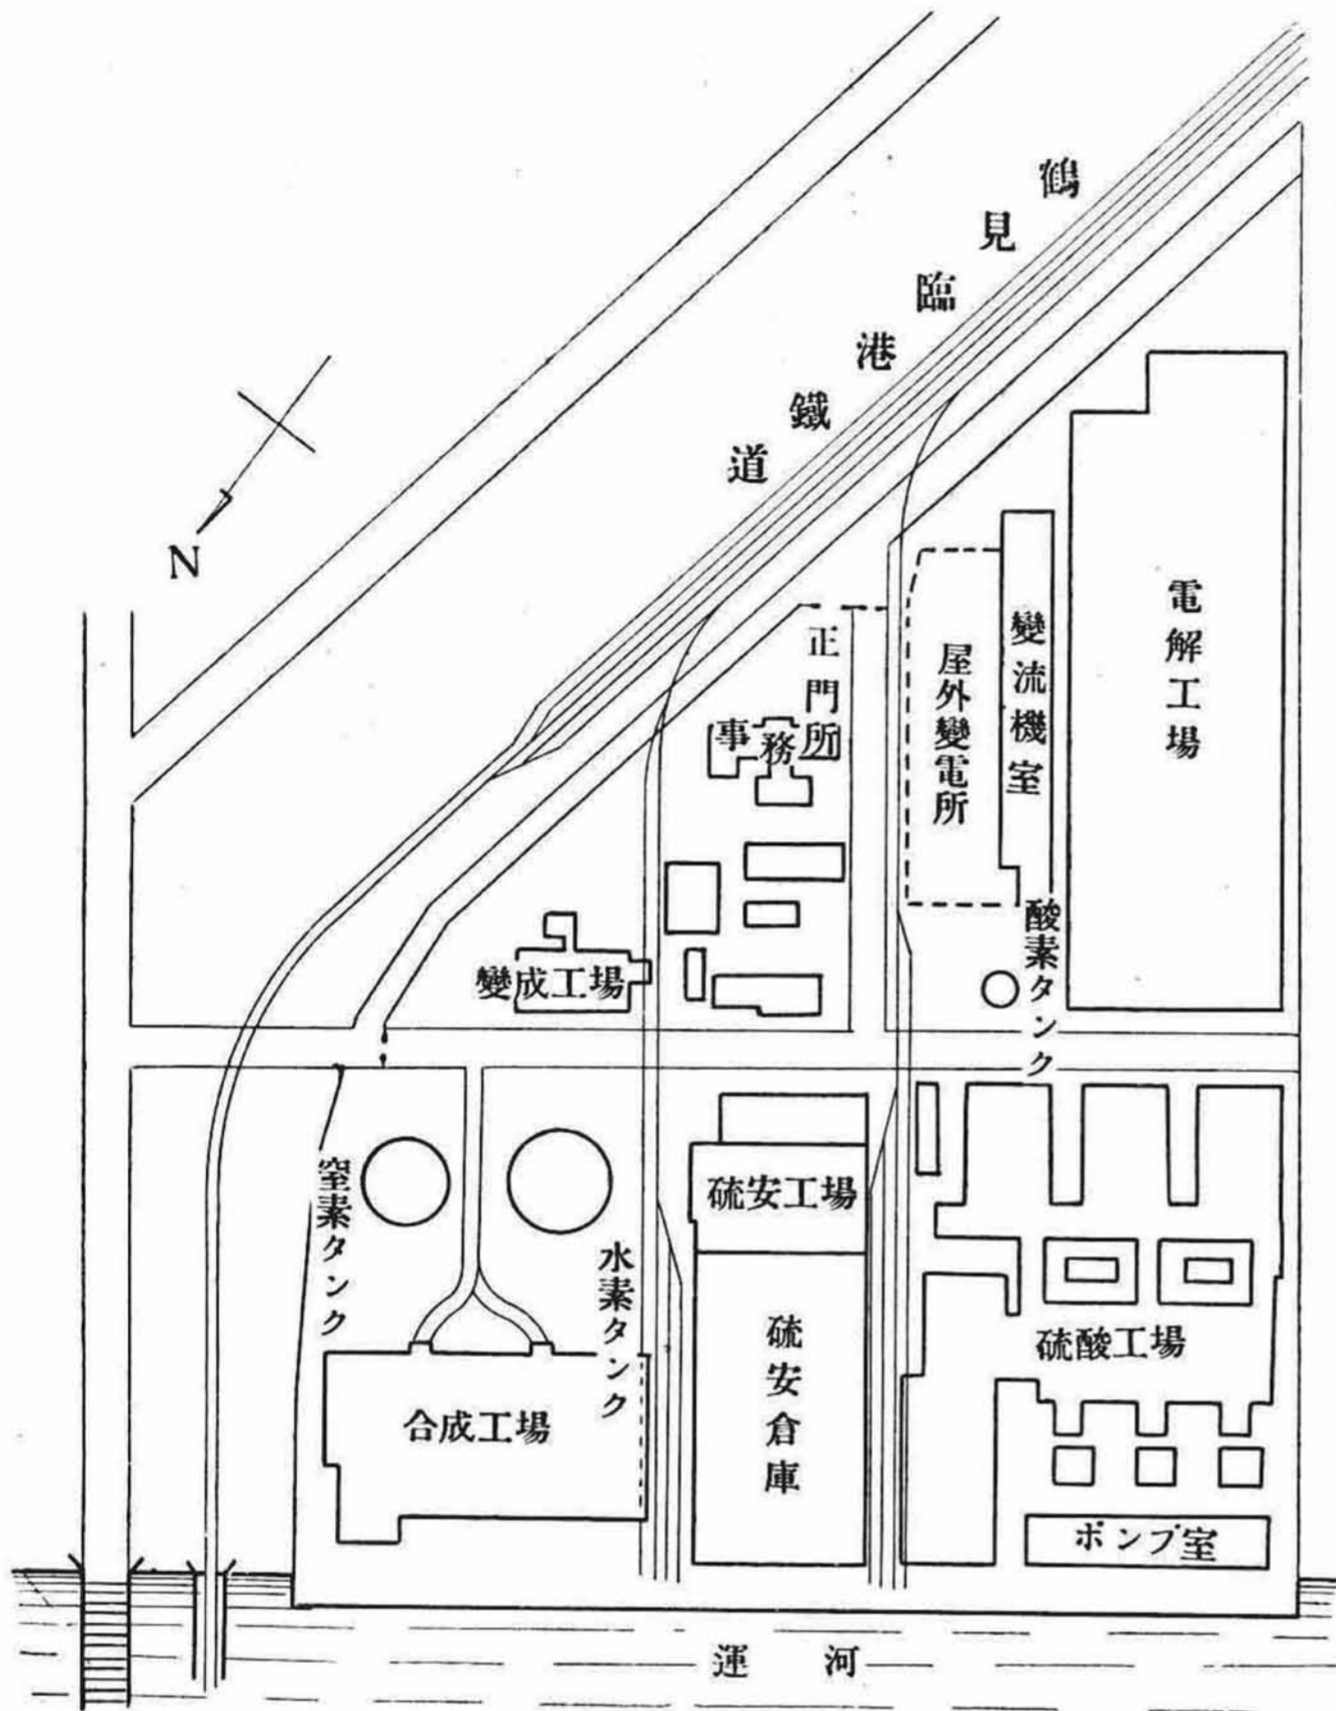 鶴見臨港鐵道
N
正門
事務所
屋外變電所
變流機室
電解工場
酸素タンク
變成工場
窒素タンク
水素タンク
硫安工場
硫安倉庫
硫酸工場
合成工場
ポンプ室
運河